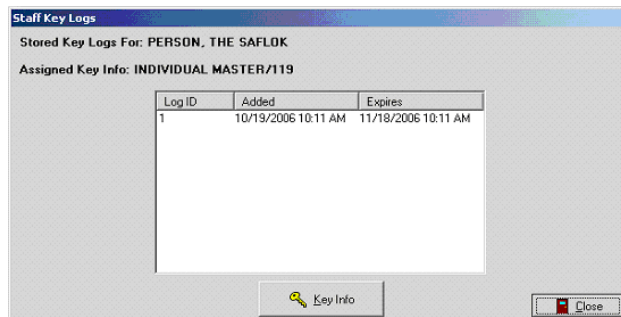 Staff Key Logs
Stored Key Logs For: PERSON, THE SAFLOK
Assigned Key Info: INDIVIDUAL MASTER/119
Log ID Added Expires
1 10/19/2006 10:11 AM 11/18/2006 10:11 AM
Key Info
Close